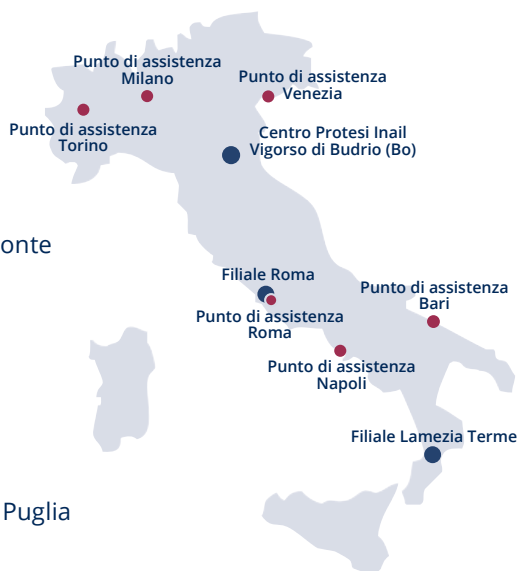 Punto di assistenza
Milano
Punto di assistenza
Venezia
Punto di assistenza
Torino
Centro Protesi Inail
Vigorso di Budrio (Bo)
onte
Filiale Roma
Punto di assistenza
Bari
Punto di assistenza
Roma
Punto di assistenza
Napoli
Filiale Lamezia Terme
Puglia